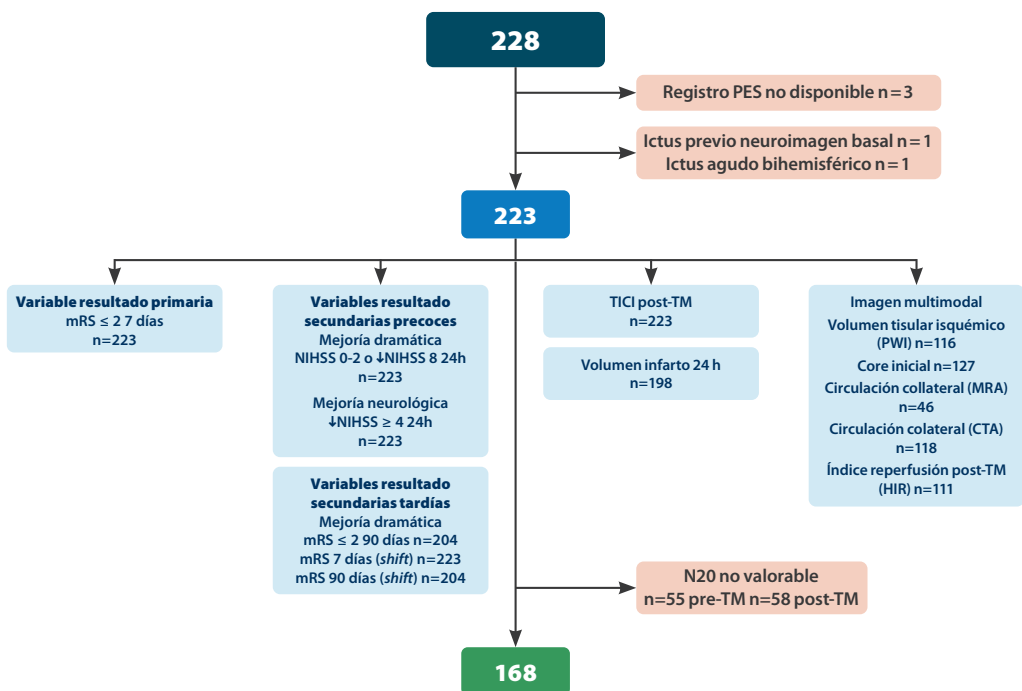 228
Registro PES no disponible n=3
Ictus previo neuroimagen basal n=1
Ictus agudo bihemisférico n=1
223
Variable resultado primaria
mRS ≤ 2 7 días
n=223
Variables resultado
secundarias precoces
Mejoría dramática
NIHSS 0-2 o ↓NIHSS 8 24h
n=223
Mejoría neurológica
↓NIHSS ≥ 4 24h
n=223
Variables resultado
secundarias tardías
Mejoría dramática
mRS ≤ 2 90 días n=204
mRS 7 días (shift) n=223
mRS 90 días (shift) n=204
TICI post-TM
n=223
Volumen infarto 24 h
n=198
Imagen multimodal
Volumen tisular isquémico
(PWI) n=116
Core inicial n=127
Circulación collateral (MRA)
n=46
Circulación colateral (CTA)
n=118
Índice reperfusión post-TM
(HIR) n=111
N20 no valorable
n=55 pre-TM n=58 post-TM
168